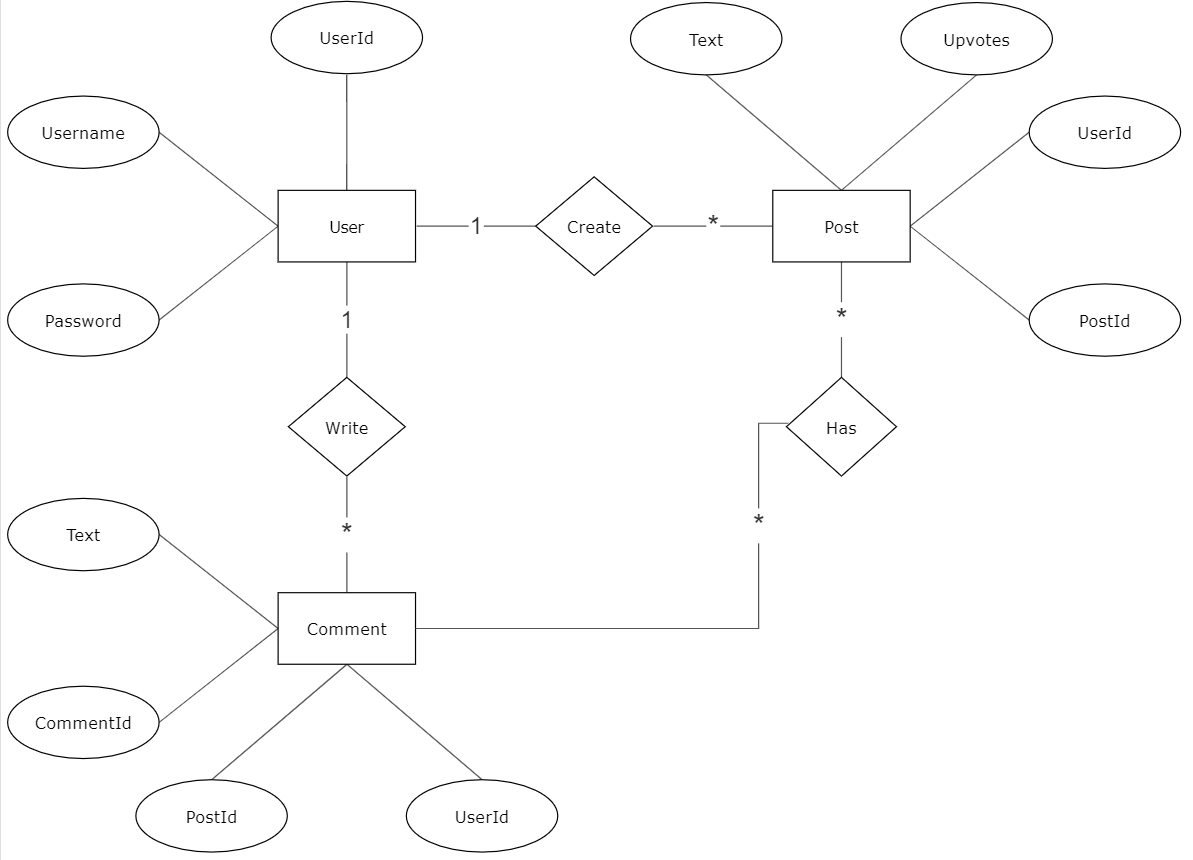 UserId
Text
Upvotes
Username
UserId
User
1
Create
*
Post
Password
1
*
PostId
Write
Has
*
*
Text
Comment
CommentId
PostId
UserId